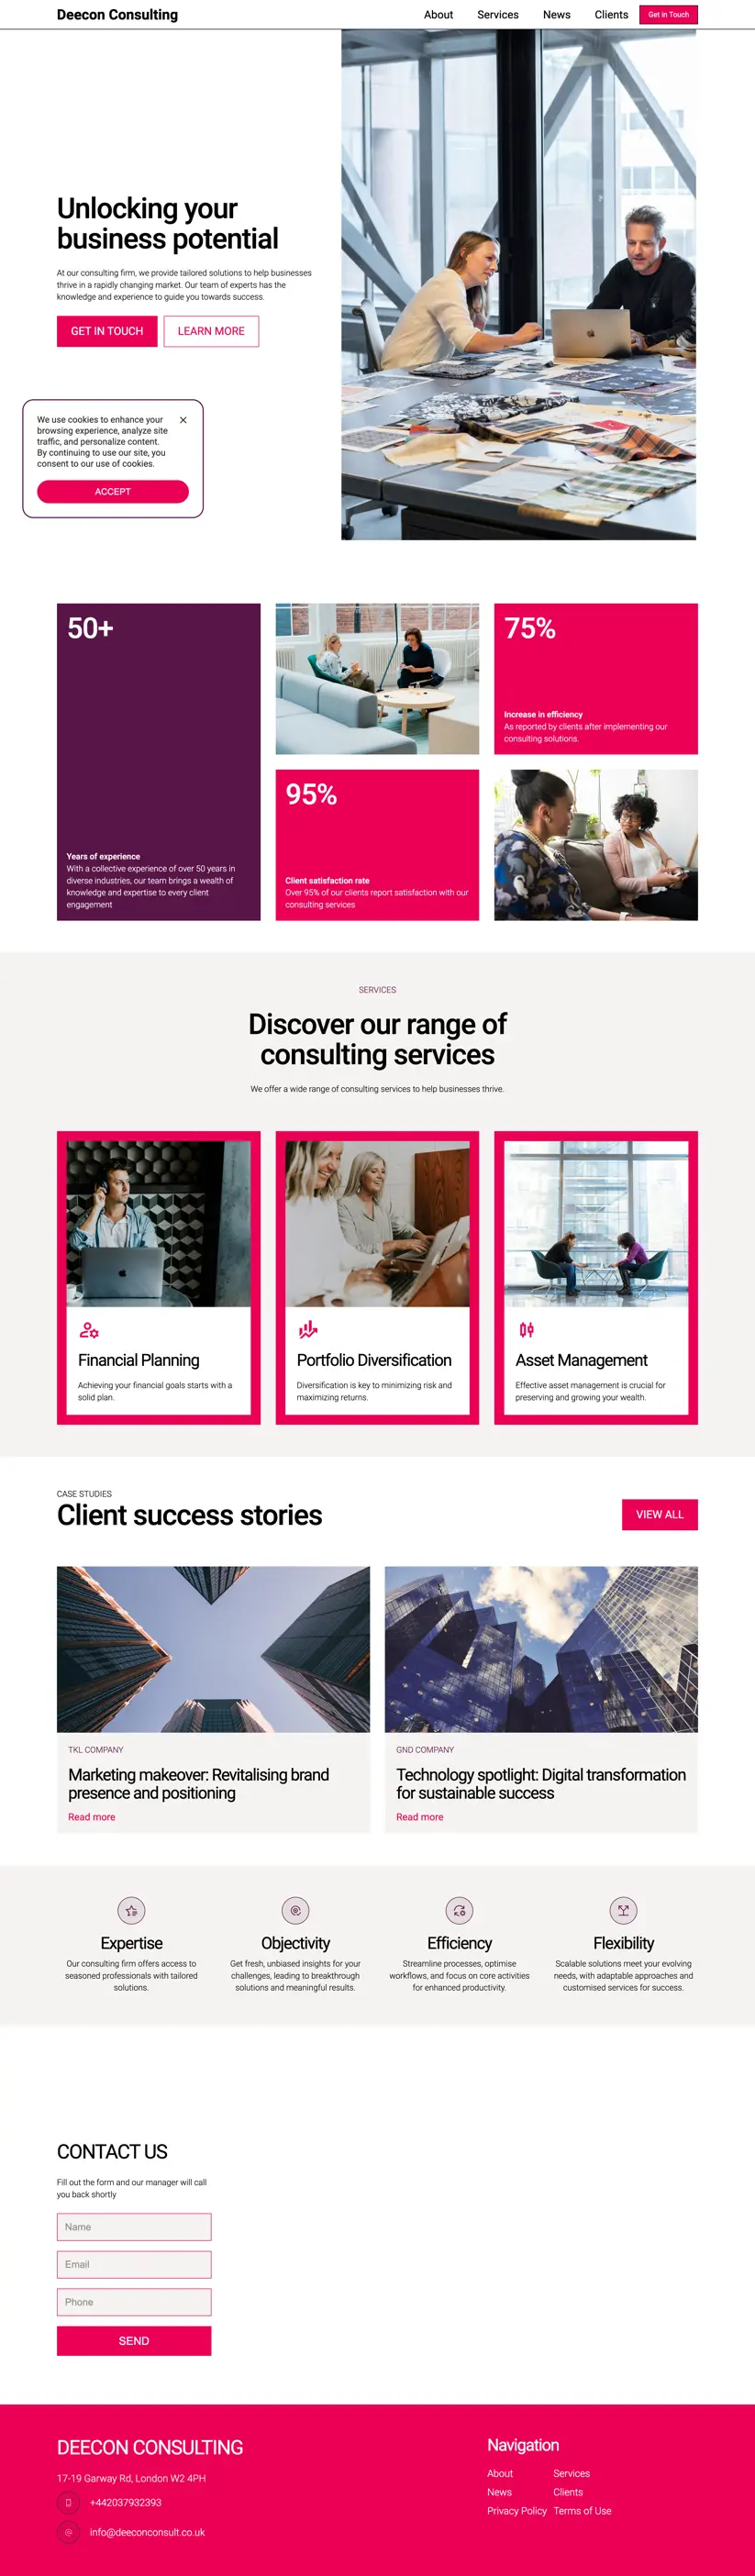 Deecon Consulting
About
Services
News
Clients
Get in Touch
Unlocking your
business potential
At our consulting firm, we provide tailored solutions to help businesses
thrive in a rapidly changing market. Our team of experts has the
knowledge and experience to guide you towards success.
GET IN TOUCH
LEARN MORE
We use cookies to enhance your
browsing experience, analyze site
traffic, and personalize content.
By continuing to use our site, you
consent to our use of cookies.
ACCEPT
50+
Years of experience
With a collective experience of over 50 years in
diverse industries, our team brings a wealth of
knowledge and expertise to every client
engagement
75%
Increase in efficiency
As reported by clients after implementing our
consulting solutions.
95%
Client satisfaction rate
Over 95% of our clients report satisfaction with our
consulting services
SERVICES
Discover our range of
consulting services
We offer a wide range of consulting services to help businesses thrive.
Financial Planning
Achieving your financial goals starts with a
solid plan.
Portfolio Diversification
Diversification is key to minimizing risk and
maximizing returns.
Asset Management
Effective asset management is crucial for
preserving and growing your wealth.
CASE STUDIES
Client success stories
VIEW ALL
TKL COMPANY
Marketing makeover: Revitalising brand
presence and positioning
Read more
GND COMPANY
Technology spotlight: Digital transformation
for sustainable success
Read more
Expertise
Our consulting firm offers access to
seasoned professionals with tailored
solutions.
Objectivity
Get fresh, unbiased insights for your
challenges, leading to breakthrough
solutions and meaningful results.
Efficiency
Streamline processes, optimise
workflows, and focus on core activities
for enhanced productivity.
Flexibility
Scalable solutions meet your evolving
needs, with adaptable approaches and
customised services for success.
CONTACT US
Fill out the form and our manager will call
you back shortly
Name
Email
Phone
SEND
DEECON CONSULTING
17-19 Garway Rd, London W2 4PH
+442037932393
info@deeconconsult.co.uk
Navigation
About
Services
News
Clients
Privacy Policy
Terms of Use